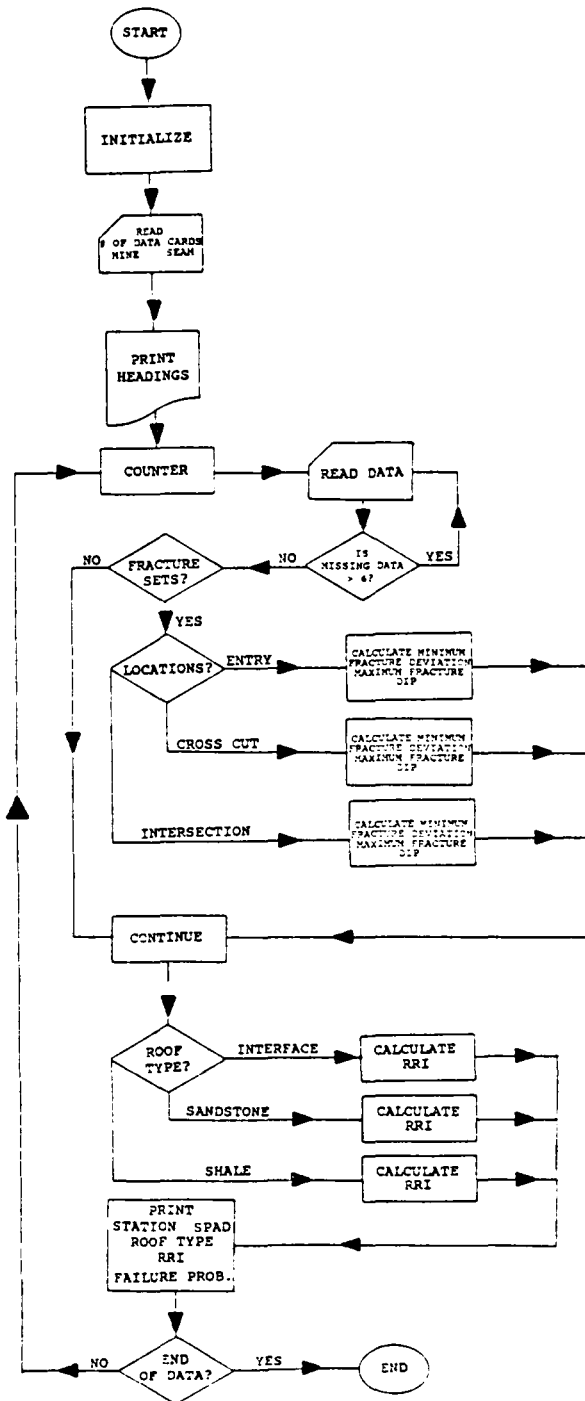 START
INITIALIZE
READ
# OF DATA CARDS
MINE SEAM
PRINT
HEADINGS
COUNTER
READ DATA
NO
FRACTURE
SETS?
NO
IS
MISSING DATA
> 6?
YES
YES
LOCATIONS?
ENTRY
CALCULATE MINIMUM
FRACTURE DEVIATION
MAXIMUM FRACTURE
DIP
CROSS CUT
CALCULATE MINIMUM
FRACTURE DEVIATION
MAXIMUM FRACTURE
DIP
INTERSECTION
CALCULATE MINIMUM
FRACTURE DEVIATION
MAXIMUM FRACTURE
DIP
CONTINUE
ROOF
TYPE?
INTERFACE
CALCULATE
RRI
SANDSTONE
CALCULATE
RRI
SHALE
CALCULATE
RRI
PRINT
STATION SPAD
ROOF TYPE
RRI
FAILURE PROB.
NO
END
OF DATA?
YES
END